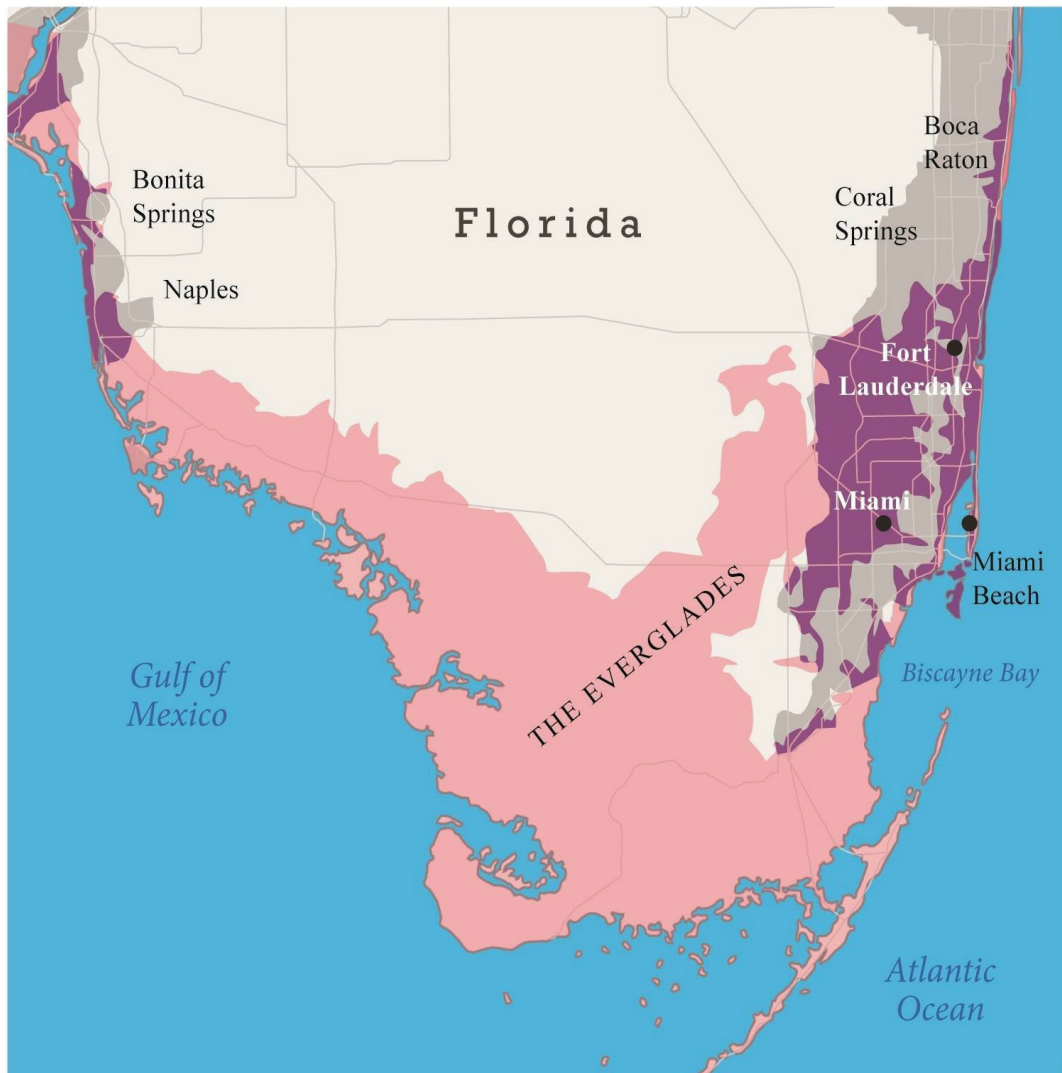 Boca
Raton
Bonita
Springs
Coral
Springs
Florida
Naples
Fort
Lauderdale
Miami
Miami
Beach
THE EVERGLADES
Gulf of
Mexico
Biscayne Bay
Atlantic
Ocean